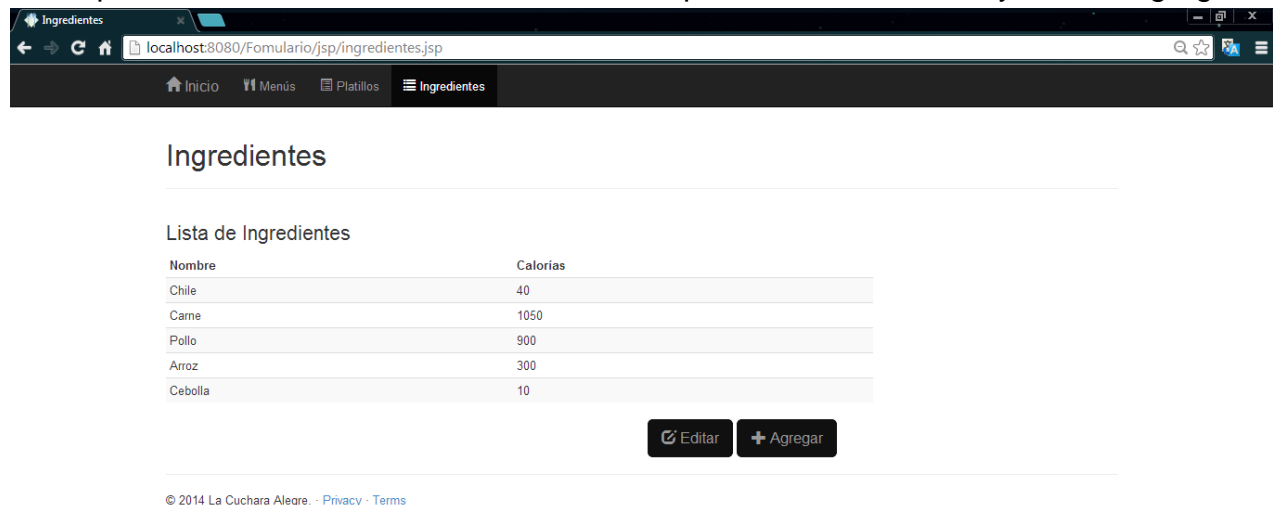 Ingredientes
localhost:8080/Fomulario/jsp/ingredientes.jsp
Inicio Menús Platillos Ingredientes
Ingredientes
Lista de Ingredientes
Nombre Calorías
Chile 40
Carne 1050
Pollo 900
Arroz 300
Cebolla 10
Editar Agregar
© 2014 La Cuchara Alegre. · Privacy · Terms